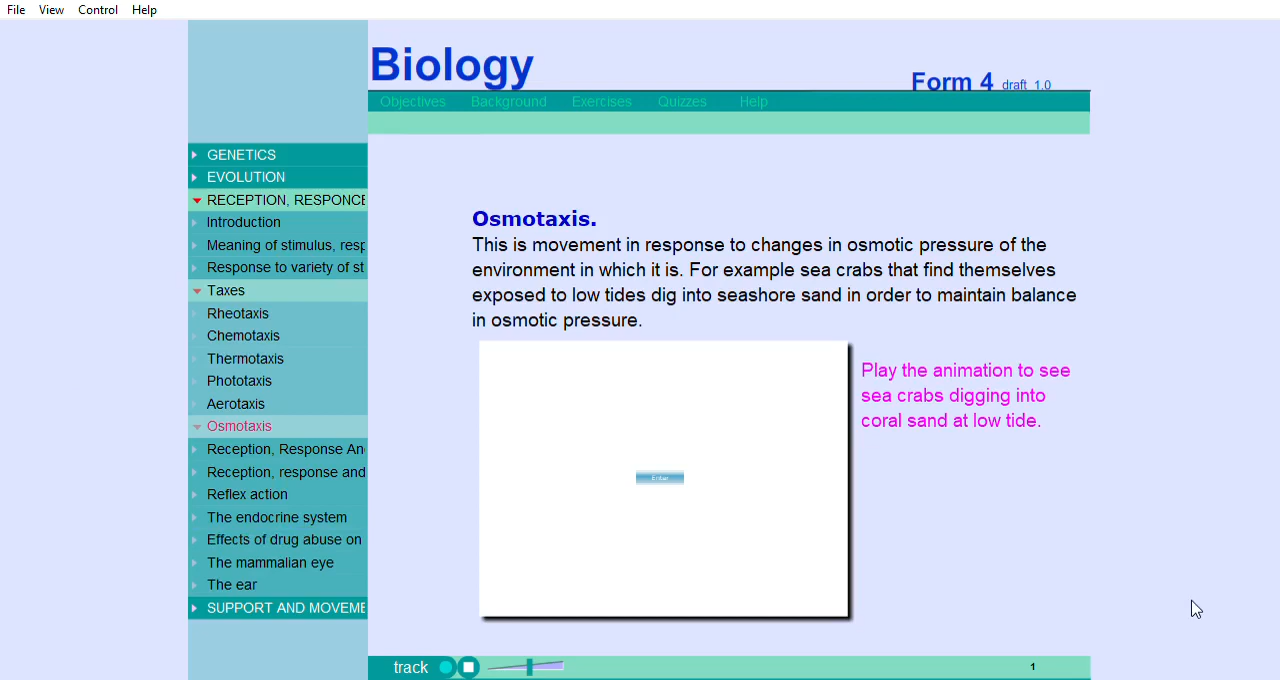 File View Control Help
Biology
Form 4 draft 1.0
Objectives Background Exercises Quizzes Help
GENETICS
EVOLUTION
RECEPTION, RESPONCE
Introduction
Meaning of stimulus, resp
Response to variety of st
Taxes
Rheotaxis
Chemotaxis
Thermotaxis
Phototaxis
Aerotaxis
Osmotaxis
Reception, Response An
Reception, response and
Reflex action
The endocrine system
Effects of drug abuse on
The mammalian eye
The ear
SUPPORT AND MOVEME
Osmotaxis.
This is movement in response to changes in osmotic pressure of the
environment in which it is. For example sea crabs that find themselves
exposed to low tides dig into seashore sand in order to maintain balance
in osmotic pressure.
Enter
Play the animation to see
sea crabs digging into
coral sand at low tide.
track
1